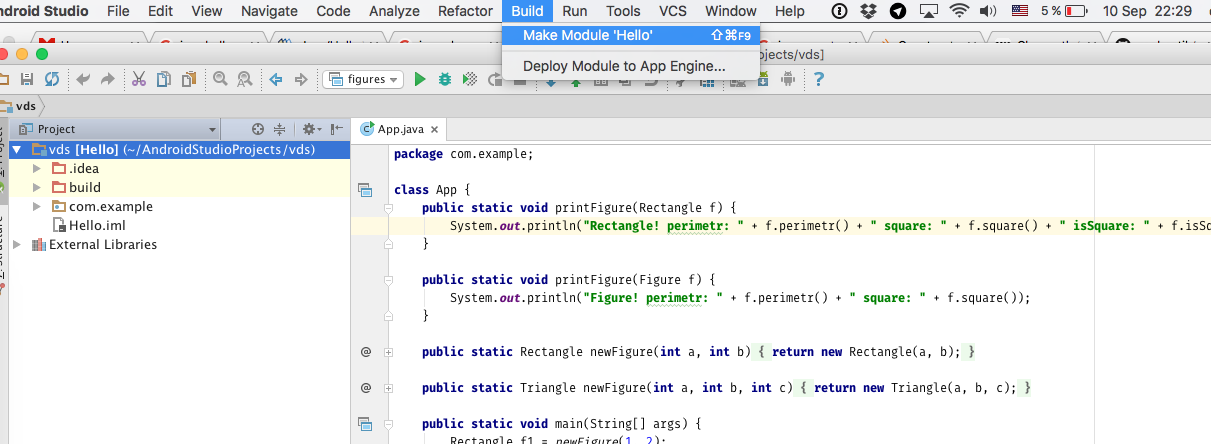 Android Studio File Edit View Navigate Code Analyze Refactor Build Run Tools VCS Window Help 5 % 10 Sep 22:29
Make Module 'Hello' ⇧⌘F9
Deploy Module to App Engine...
ojects/vds]
figures
vds
Project
App.java
vds [Hello] (~/AndroidStudioProjects/vds)
.idea
build
com.example
Hello.iml
External Libraries
package com.example;
class App {
public static void printFigure(Rectangle f) {
System.out.println("Rectangle! perimetr: " + f.perimetr() + " square: " + f.square() + " isSquare: " + f.isSq
}
public static void printFigure(Figure f) {
System.out.println("Figure! perimetr: " + f.perimetr() + " square: " + f.square());
}
@ public static Rectangle newFigure(int a, int b) { return new Rectangle(a, b); }
@ public static Triangle newFigure(int a, int b, int c) { return new Triangle(a, b, c); }
public static void main(String[] args) {
Rectangle f1 = newFigure(1, 2);